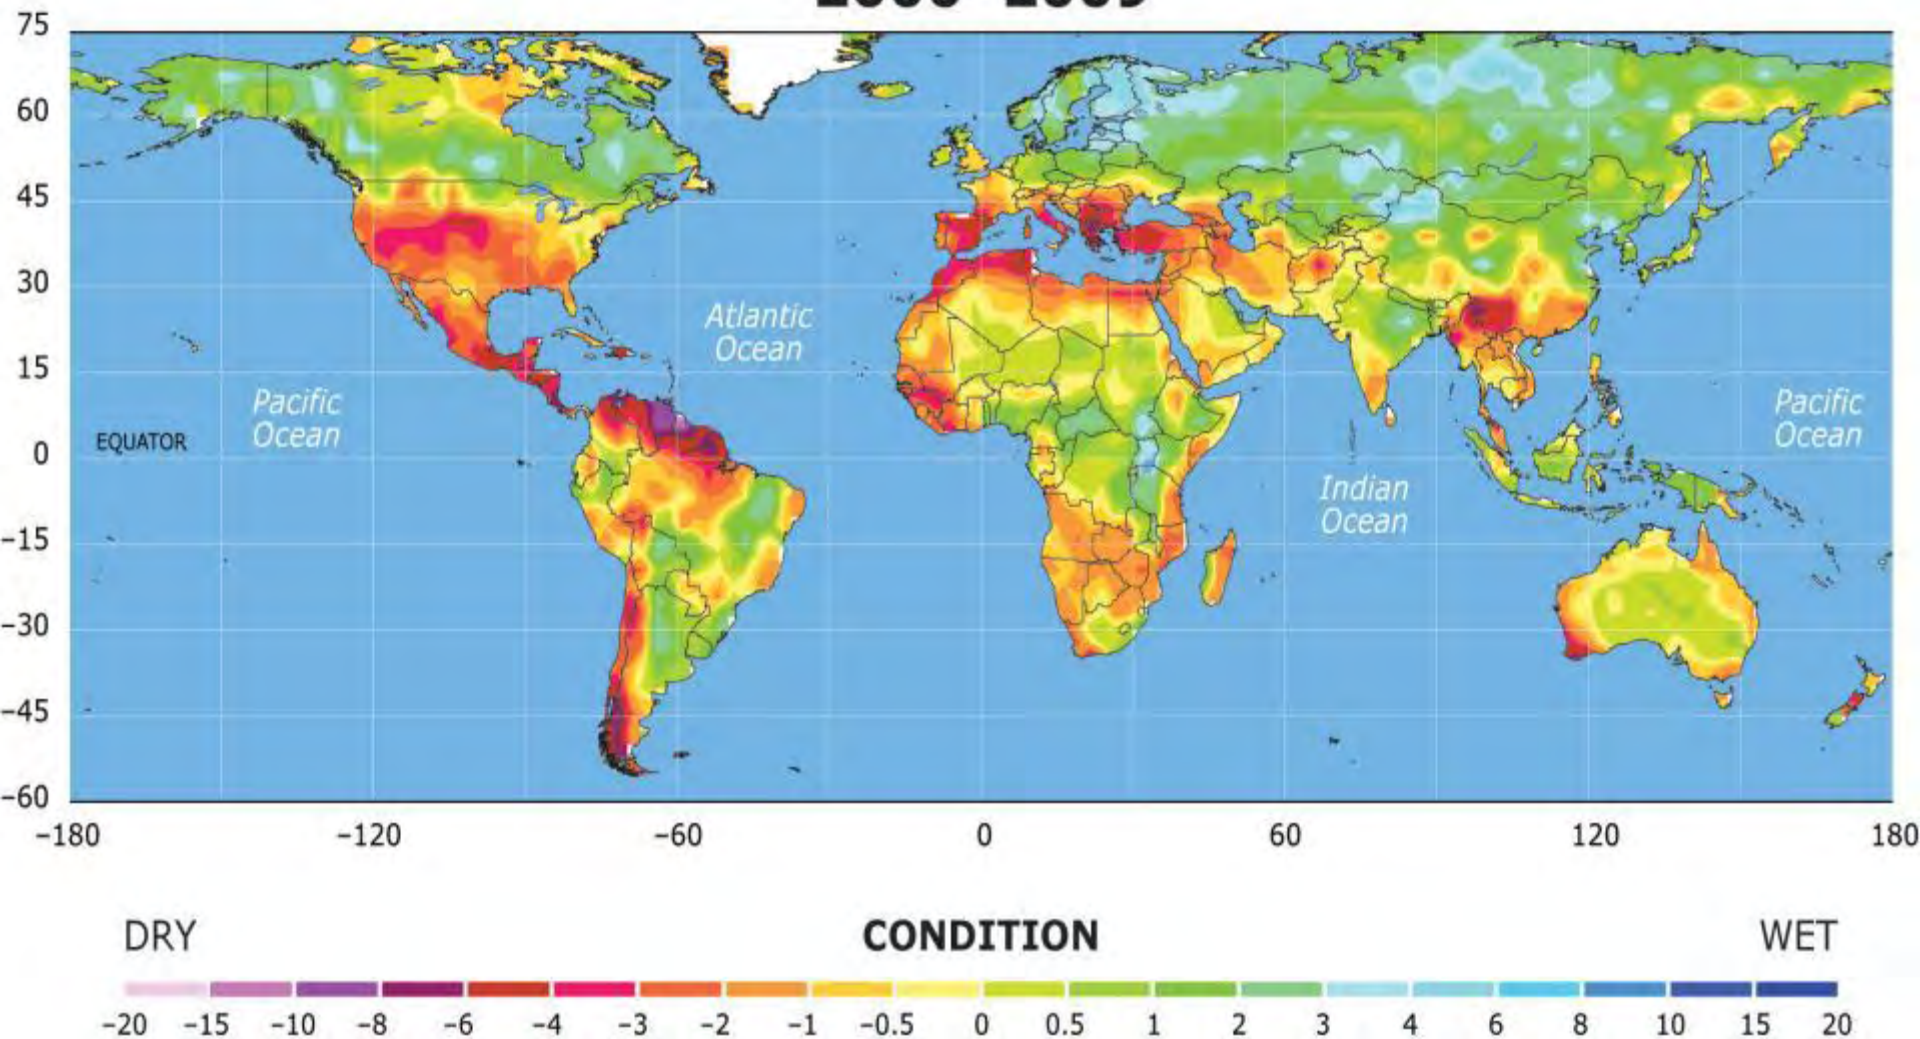 75
60
45
30
15
0
-15
-30
-45
-60
Atlantic
Ocean
Pacific
Ocean
Pacific
Ocean
EQUATOR
Indian
Ocean
-180 -120 -60 0 60 120 180
DRY CONDITION WET
-20 -15 -10 -8 -6 -4 -3 -2 -1 -0.5 0 0.5 1 2 3 4 6 8 10 15 20